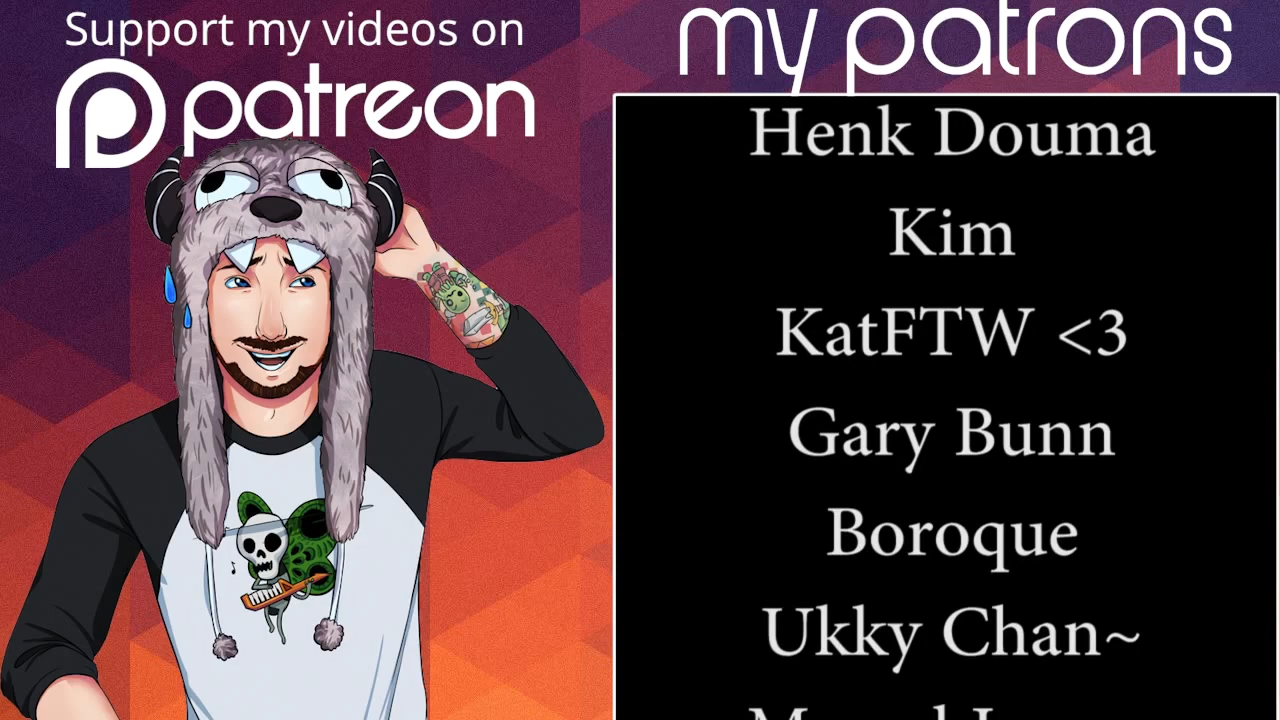 Support my videos on
patreon
my patrons
Henk Douma
Kim
KatFTW <3
Gary Bunn
Boroque
Ukky Chan~